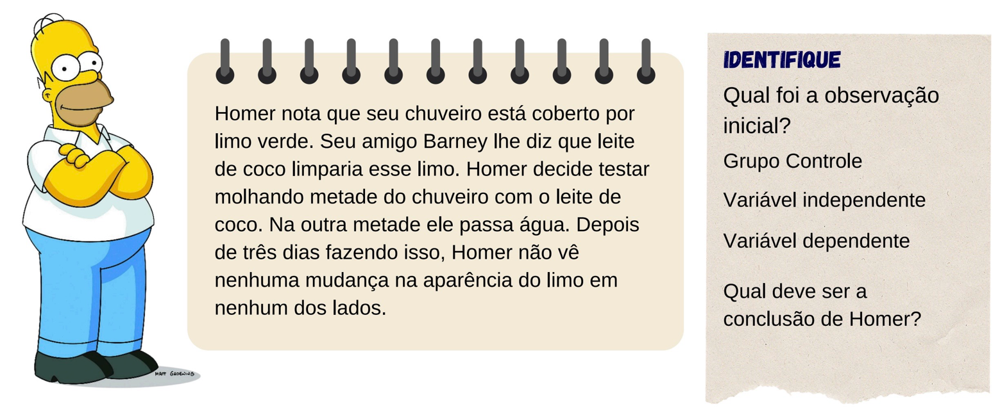 Homer nota que seu chuveiro está coberto por
limo verde. Seu amigo Barney lhe diz que leite
de coco limparia esse limo. Homer decide testar
molhando metade do chuveiro com o leite de
coco. Na outra metade ele passa água. Depois
de três dias fazendo isso, Homer não vê
nenhuma mudança na aparência do limo em
nenhum dos lados.
MATT GROENING
IDENTIFIQUE
Qual foi a observação
inicial?
Grupo Controle
Variável independente
Variável dependente
Qual deve ser a
conclusão de Homer?